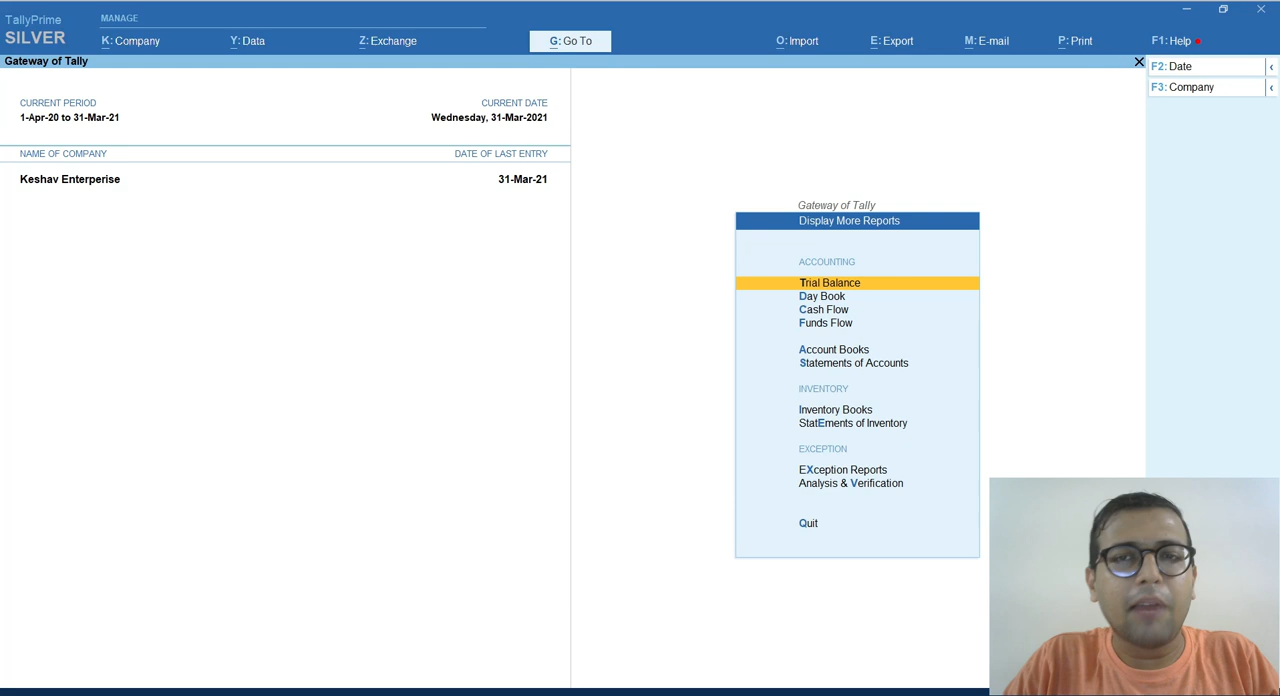 TallyPrime
MANAGE
SILVER
K: Company
Y: Data
Z: Exchange
G: Go To
O: Import
E: Export
M: E-mail
P: Print
F1: Help
Gateway of Tally
F2: Date
F3: Company
CURRENT PERIOD
CURRENT DATE
1-Apr-20 to 31-Mar-21
Wednesday, 31-Mar-2021
NAME OF COMPANY
DATE OF LAST ENTRY
Keshav Enterperise
31-Mar-21
Gateway of Tally
Display More Reports
ACCOUNTING
Trial Balance
Day Book
Cash Flow
Funds Flow
Account Books
Statements of Accounts
INVENTORY
Inventory Books
StatEments of Inventory
EXCEPTION
EXception Reports
Analysis & Verification
Quit